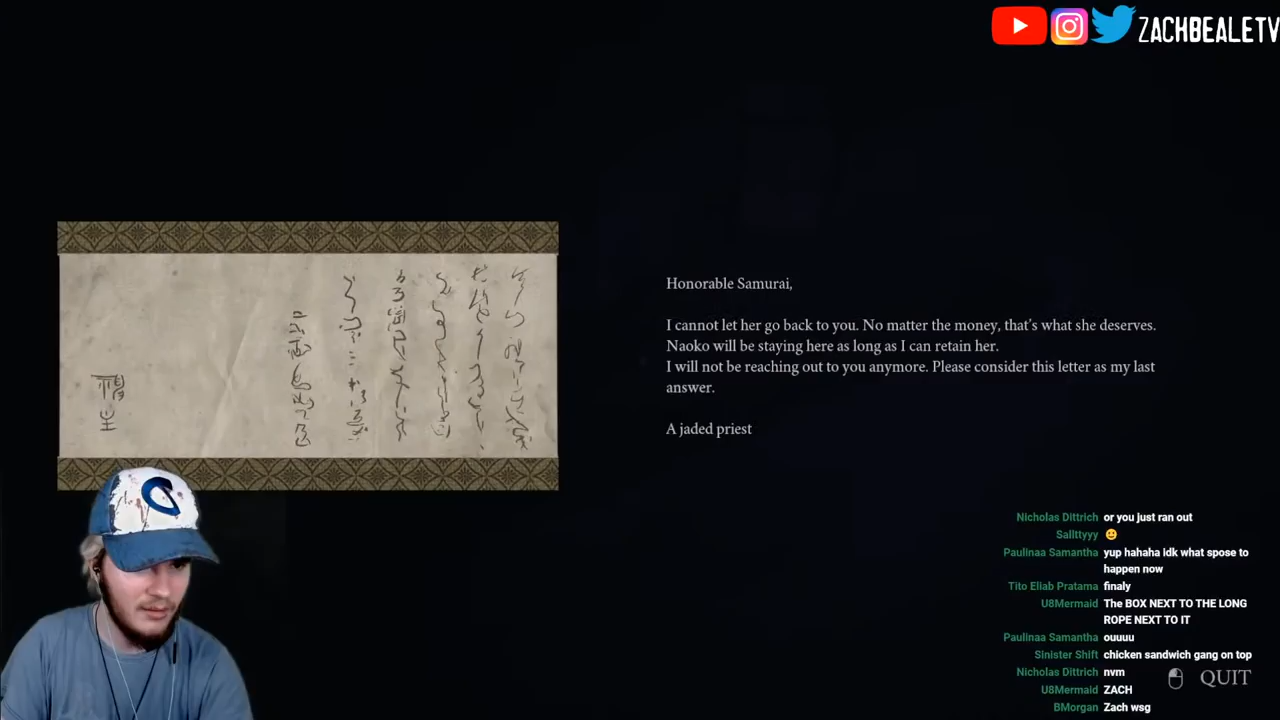 ZACHBEALETV
Honorable Samurai,
I cannot let her go back to you. No matter the money, that's what she deserves.
Naoko will be staying here as long as I can retain her.
I will not be reaching out to you anymore. Please consider this letter as my last
answer.
A jaded priest
Nicholas Dittrich or you just ran out
Sallttyyy 🙂
Paulinaa Samantha yup hahaha idk what spose to
happen now
Tito Eliab Pratama finaly
U8Mermaid The BOX NEXT TO THE LONG
ROPE NEXT TO IT
Paulinaa Samantha ouuuu
Sinister Shift chicken sandwich gang on top
Nicholas Dittrich nvm
U8Mermaid ZACH
BMorgan Zach wsg
QUIT